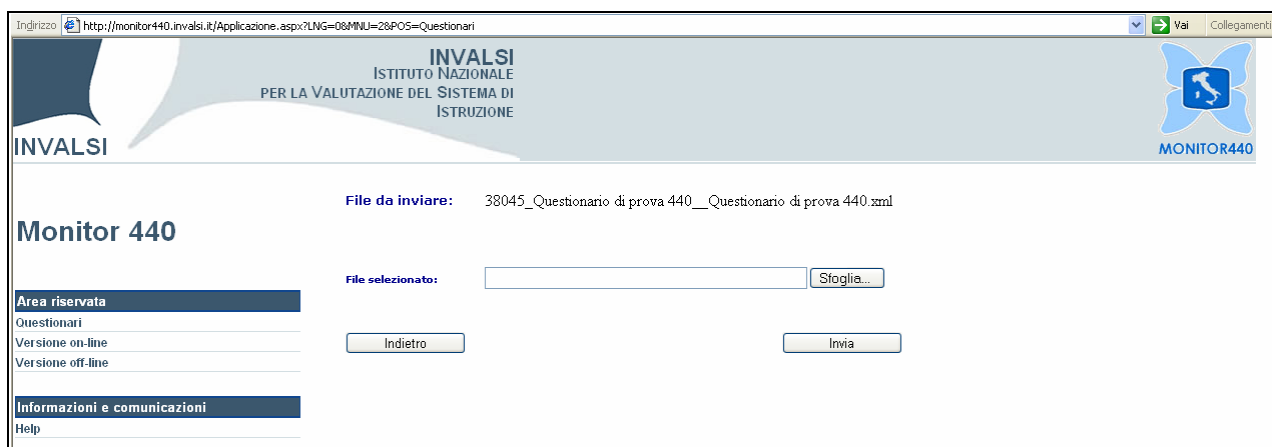 Indirizzo http://monitor440.invalsi.it/Applicazione.aspx?LNG=0&MNU=2&POS=Questionari Vai Collegamenti
INVALSI
ISTITUTO NAZIONALE
PER LA VALUTAZIONE DEL SISTEMA DI
ISTRUZIONE
INVALSI
MONITOR440
File da inviare: 38045_Questionario di prova 440__Questionario di prova 440.xml
Monitor 440
File selezionato: Sfoglia...
Area riservata
Questionari
Versione on-line
Indietro Invia
Versione off-line
Informazioni e comunicazioni
Help